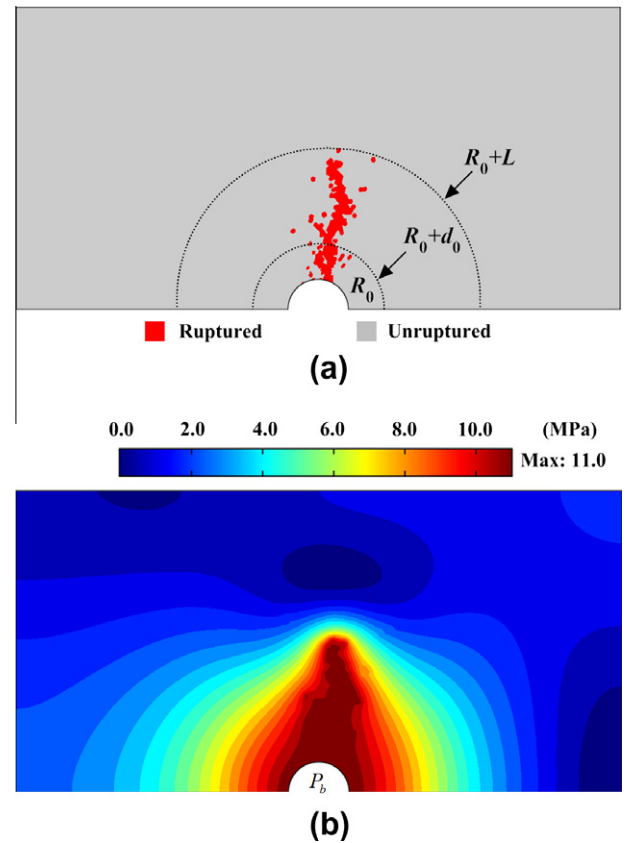 R₀+L
R₀+d₀
R₀
Ruptured Unruptured
(a)
0.0 2.0 4.0 6.0 8.0 10.0 (MPa)
Max: 11.0
P_b
(b)